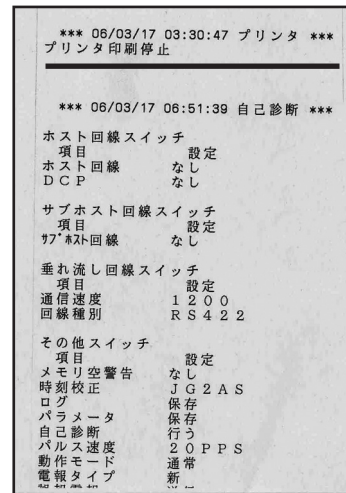 *** 06/03/17 03:30:47 プリンタ ***
プリンタ印刷停止
*** 06/03/17 06:51:39 自己診断 ***
ホスト回線スイッチ
項目 設定
ホスト回線 なし
DCP なし
サブホスト回線スイッチ
項目 設定
サブホスト回線 なし
垂れ流し回線スイッチ
項目 設定
通信速度 1200
回線種別 RS422
その他スイッチ
項目 設定
メモリ空警告 なし
時刻校正 JG2AS
ログ 保存
パラメータ 保存
自己診断 行う
パルス速度 20PPS
動作モード 通常
電報タイプ 新